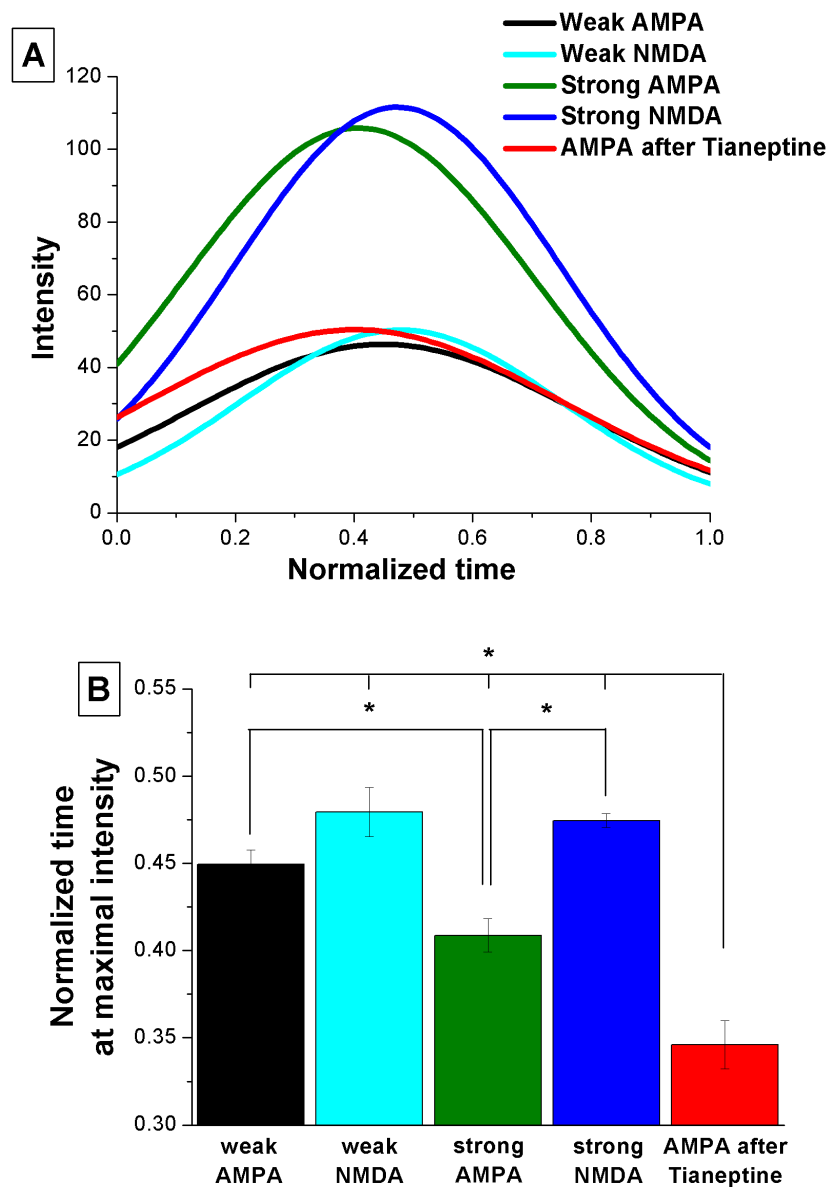 A
Weak AMPA
Weak NMDA
Strong AMPA
Strong NMDA
AMPA after Tianeptine
120
100
80
60
40
20
0
Intensity
0.0 0.2 0.4 0.6 0.8 1.0
Normalized time
B
*
* *
0.55
0.50
0.45
0.40
0.35
0.30
Normalized time
at maximal intensity
weak AMPA
weak NMDA
strong AMPA
strong NMDA
AMPA after Tianeptine